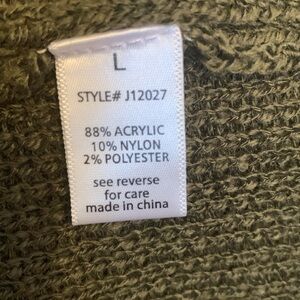 L
STYLE# J12027
88% ACRYLIC
10% NYLON
2% POLYESTER
see reverse
for care
made in china